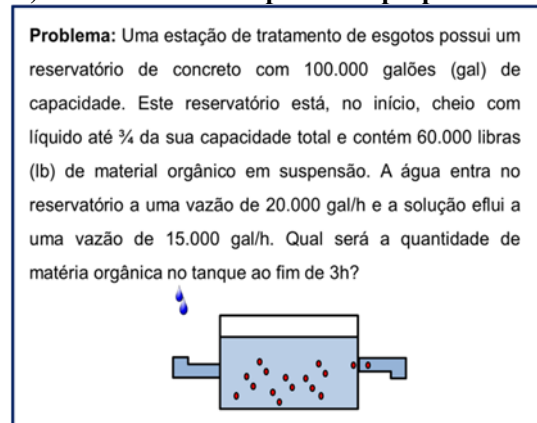 Problema: Uma estação de tratamento de esgotos possui um
reservatório de concreto com 100.000 galões (gal) de
capacidade. Este reservatório está, no início, cheio com
líquido até ¾ da sua capacidade total e contém 60.000 libras
(lb) de material orgânico em suspensão. A água entra no
reservatório a uma vazão de 20.000 gal/h e a solução eflui a
uma vazão de 15.000 gal/h. Qual será a quantidade de
matéria orgânica no tanque ao fim de 3h?